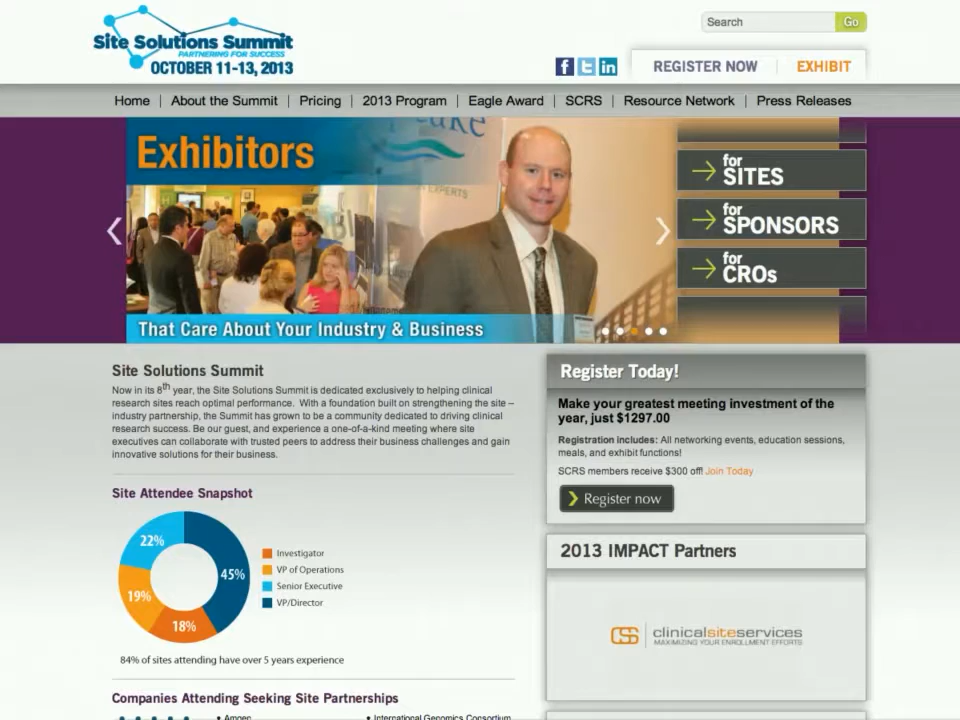 Site Solutions Summit
PARTNERING FOR SUCCESS
OCTOBER 11-13, 2013
Search
Go
REGISTER NOW
EXHIBIT
Home | About the Summit | Pricing | 2013 Program | Eagle Award | SCRS | Resource Network | Press Releases
Exhibitors
EXPERTS
for
SITES
for
SPONSORS
for
CROs
That Care About Your Industry & Business
Site Solutions Summit
Now in its 8th year, the Site Solutions Summit is dedicated exclusively to helping clinical
research sites reach optimal performance. With a foundation built on strengthening the site –
industry partnership, the Summit has grown to be a community dedicated to driving clinical
research success. Be our guest, and experience a one-of-a-kind meeting where site
executives can collaborate with trusted peers to address their business challenges and gain
innovative solutions for their business.
Site Attendee Snapshot
22%
45%
19%
18%
Investigator
VP of Operations
Senior Executive
VP/Director
84% of sites attending have over 5 years experience
Companies Attending Seeking Site Partnerships
• Amgen
• International Genomics Consortium
Register Today!
Make your greatest meeting investment of the
year, just $1297.00
Registration includes: All networking events, education sessions,
meals, and exhibit functions!
SCRS members receive $300 off! Join Today
Register now
2013 IMPACT Partners
CSS
clinicalsiteservices
MAXIMIZING YOUR ENROLLMENT EFFORTS